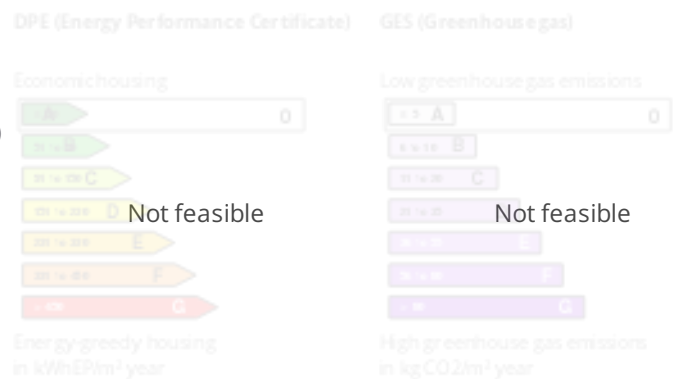 DPE (Energy Performance Certificate)
GES (Greenhouse gas)
Economic housing
Low greenhouse gas emissions
A
0
B
C
D
E
F
G
Not feasible
A
0
B
C
E
F
G
Not feasible
Energy-greedy housing
in kWhEP/m².year
High greenhouse gas emissions
in kg CO2/m².year